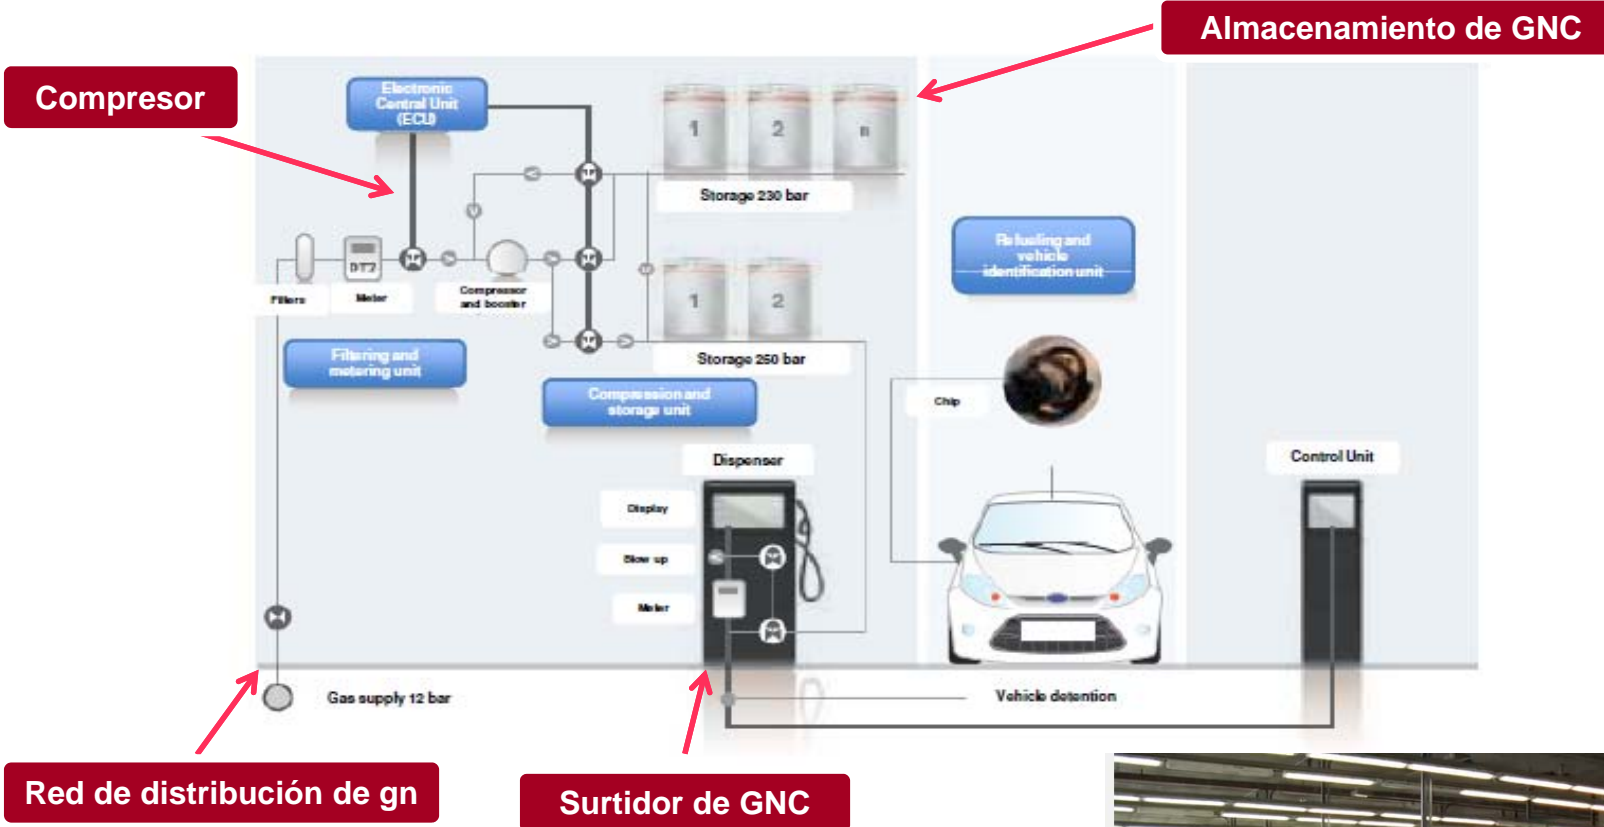 Almacenamiento de GNC
Compresor
Electronic
Central Unit
(ECU)
1
2
n
Storage 230 bar
Refueling and
vehicle
identification unit
DT2
Filters
Meter
Compressor
and booster
1
2
Storage 250 bar
Filtering and
metering unit
Compression and
storage unit
Chip
Dispenser
Control Unit
Display
Blow up
Meter
Gas supply 12 bar
Vehicle detention
Red de distribución de gn
Surtidor de GNC